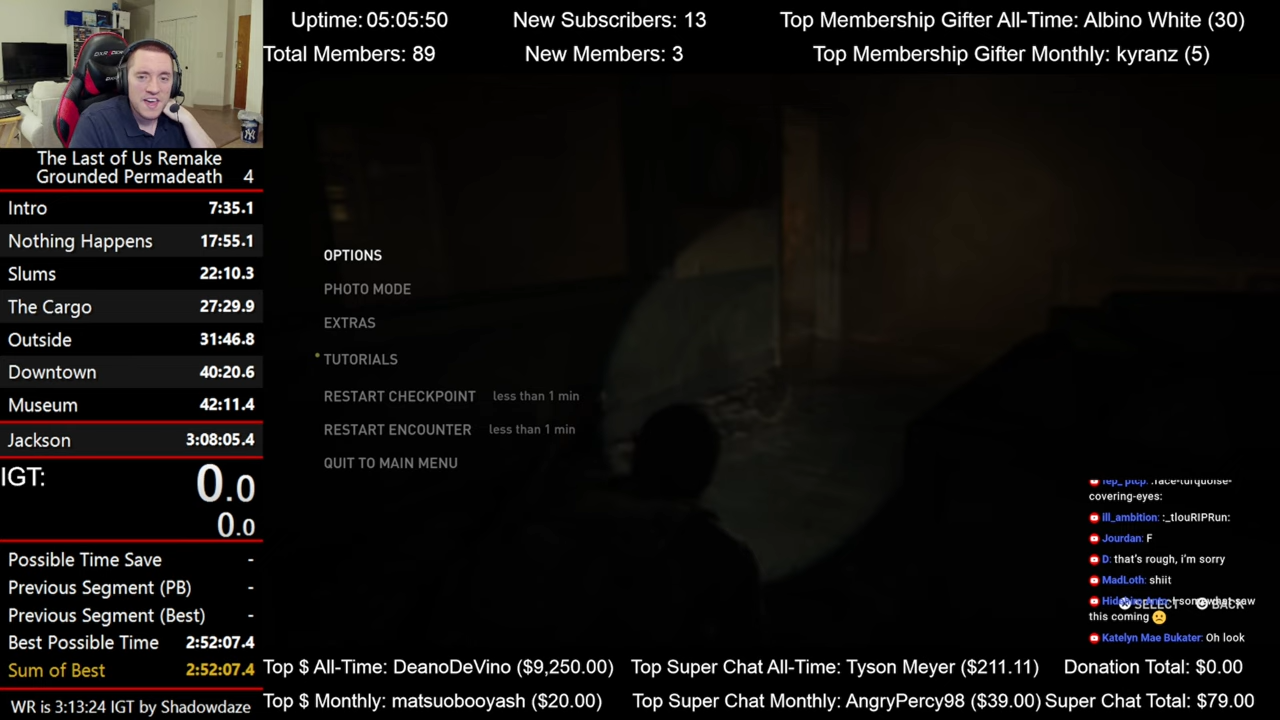 Uptime: 05:05:50
New Subscribers: 13
Top Membership Gifter All-Time: Albino White (30)
Total Members: 89
New Members: 3
Top Membership Gifter Monthly: kyranz (5)
The Last of Us Remake
Grounded Permadeath 4
Intro 7:35.1
Nothing Happens 17:55.1
Slums 22:10.3
The Cargo 27:29.9
Outside 31:46.8
Downtown 40:20.6
Museum 42:11.4
Jackson 3:08:05.4
IGT: 0.0
0.0
Possible Time Save -
Previous Segment (PB) -
Previous Segment (Best) -
Best Possible Time 2:52:07.4
Sum of Best 2:52:07.4
WR is 3:13:24 IGT by Shadowdaze
OPTIONS
PHOTO MODE
EXTRAS
TUTORIALS
RESTART CHECKPOINT less than 1 min
RESTART ENCOUNTER less than 1 min
QUIT TO MAIN MENU
:face-turquoise-
covering-eyes:
ill_ambition: :_tlouRIPRun:
Jourdan: F
D: that's rough, i'm sorry
MadLoth: shiit
I somewhat saw
this coming
SELECT BACK
Katelyn Mae Bukater: Oh look
Top $ All-Time: DeanoDeVino ($9,250.00)
Top Super Chat All-Time: Tyson Meyer ($211.11)
Donation Total: $0.00
Top $ Monthly: matsuobooyash ($20.00)
Top Super Chat Monthly: AngryPercy98 ($39.00)
Super Chat Total: $79.00